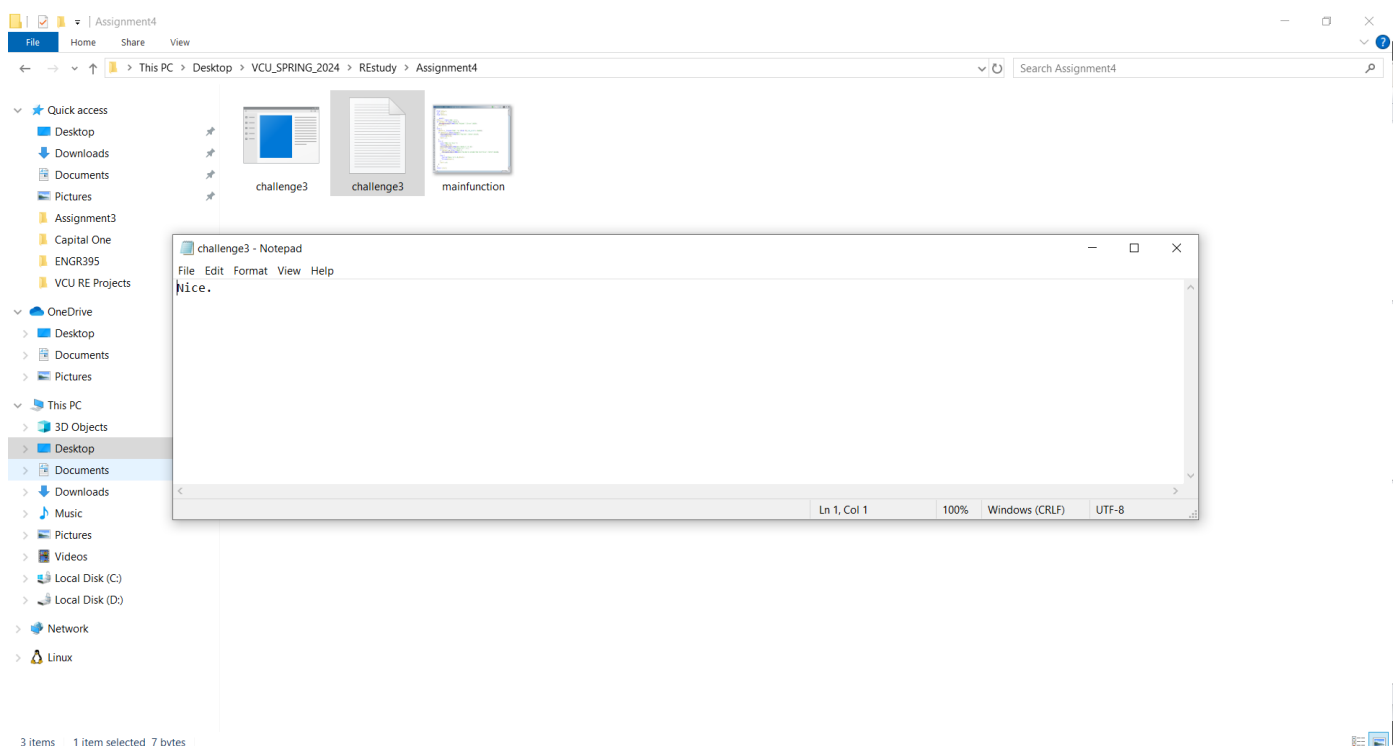 Assignment4
File Home Share View
This PC > Desktop > VCU_SPRING_2024 > REstudy > Assignment4
Search Assignment4
Quick access
Desktop
Downloads
Documents
Pictures
Assignment3
Capital One
ENGR395
VCU RE Projects
OneDrive
Desktop
Documents
Pictures
This PC
3D Objects
Desktop
Documents
Downloads
Music
Pictures
Videos
Local Disk (C:)
Local Disk (D:)
Network
Linux
challenge3 challenge3 mainfunction
challenge3 - Notepad
File Edit Format View Help
Nice.
Ln 1, Col 1 100% Windows (CRLF) UTF-8
3 items 1 item selected 7 bytes